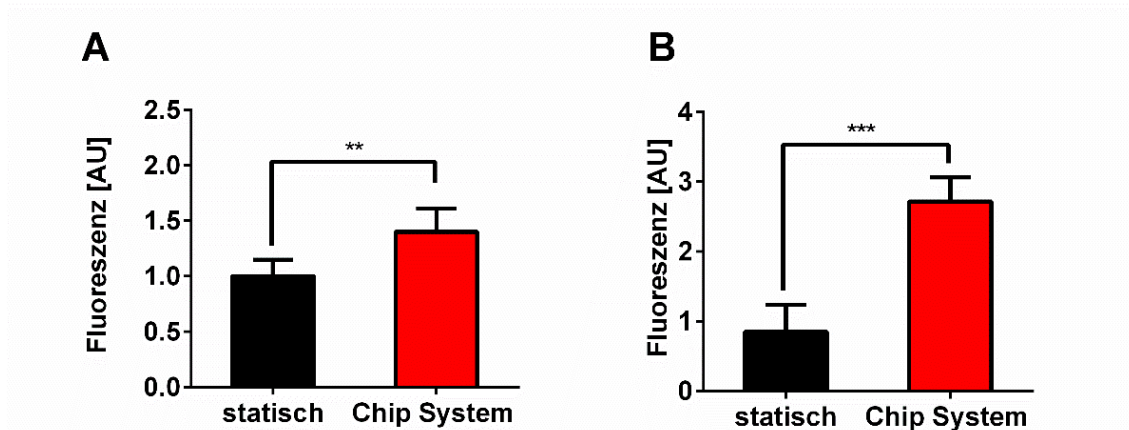 A
Fluoreszenz [AU]
2.5
2.0
1.5
1.0
0.5
0.0
**
statisch Chip System
B
Fluoreszenz [AU]
4
3
2
1
0
***
statisch Chip System